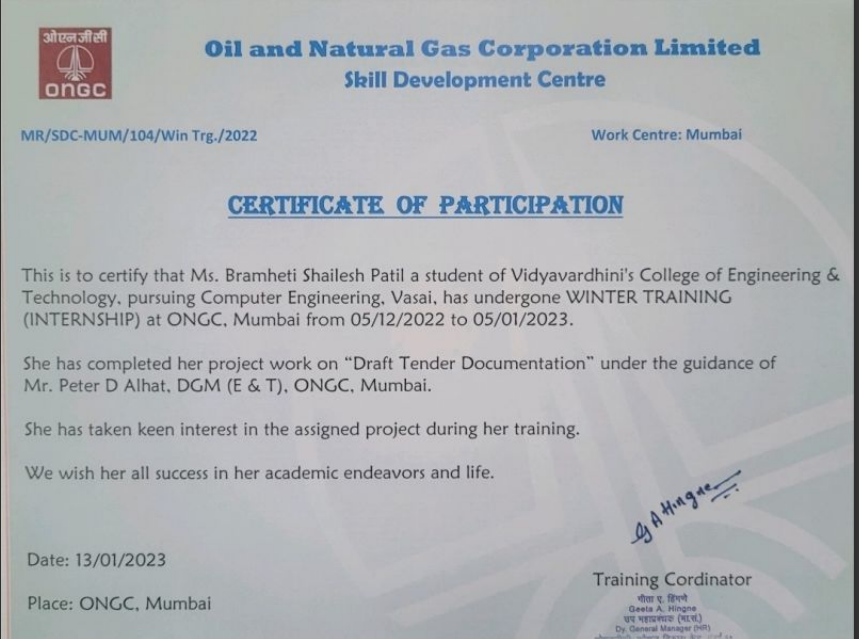 ओएनजीसी
ONGC
Oil and Natural Gas Corporation Limited
Skill Development Centre
MR/SDC-MUM/104/Win Trg./2022
Work Centre: Mumbai
CERTIFICATE OF PARTICIPATION
This is to certify that Ms. Bramheti Shailesh Patil a student of Vidyavardhini's College of Engineering &
Technology, pursuing Computer Engineering, Vasai, has undergone WINTER TRAINING
(INTERNSHIP) at ONGC, Mumbai from 05/12/2022 to 05/01/2023.
She has completed her project work on “Draft Tender Documentation” under the guidance of
Mr. Peter D Alhat, DGM (E & T), ONGC, Mumbai.
She has taken keen interest in the assigned project during her training.
We wish her all success in her academic endeavors and life.
G A Hingne
Date: 13/01/2023
Training Cordinator
Place: ONGC, Mumbai
गीता ए. हिंगणे
Geeta A. Hingne
उप महाप्रबंधक (मा.सं.)
Dy. General Manager (HR)